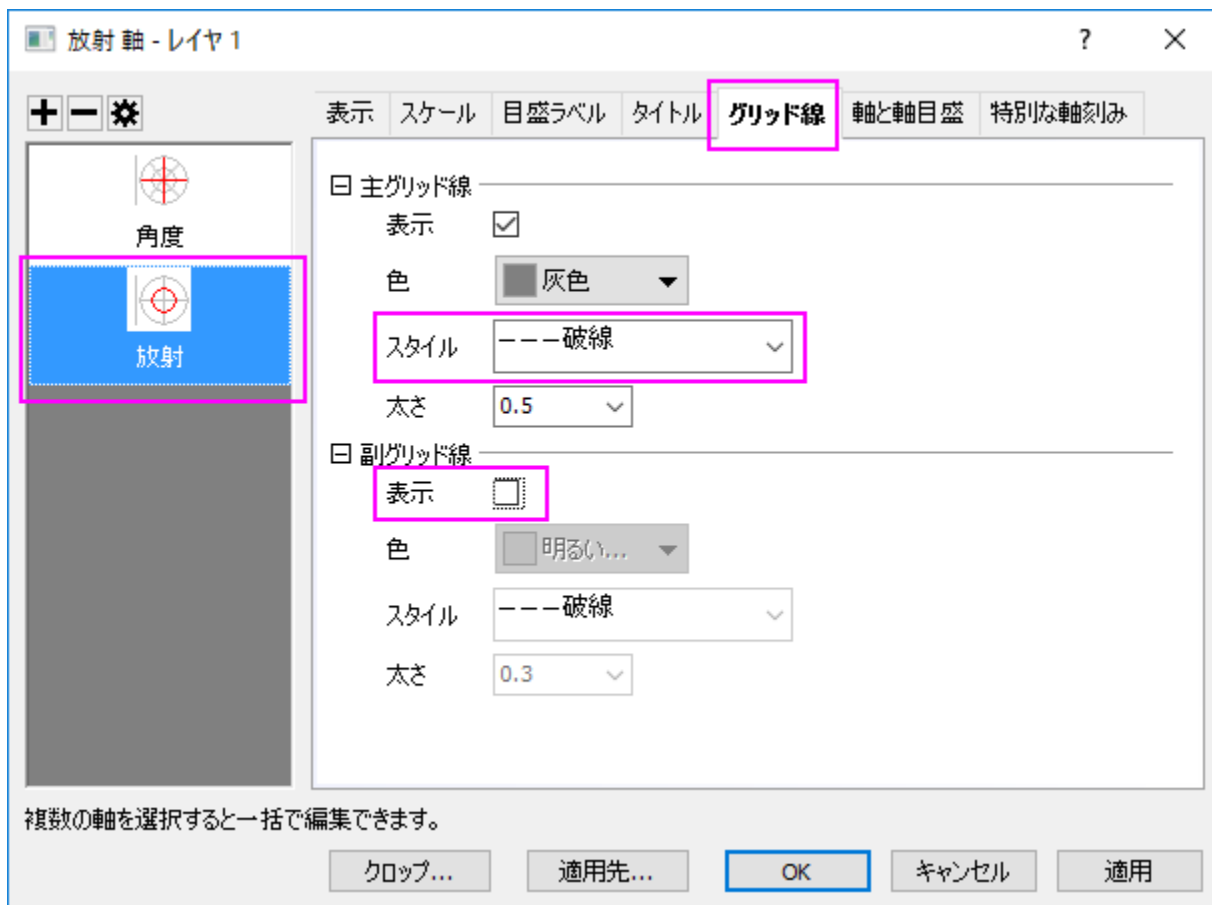 放射 軸 - レイヤ 1
?
表示 スケール 目盛ラベル タイトル グリッド線 軸と軸目盛 特別な軸刻み
角度
放射
主グリッド線
表示
色 灰色
スタイル ---破線
太さ 0.5
副グリッド線
表示
色 明るい...
スタイル ---破線
太さ 0.3
複数の軸を選択すると一括で編集できます。
クロップ... 適用先... OK キャンセル 適用